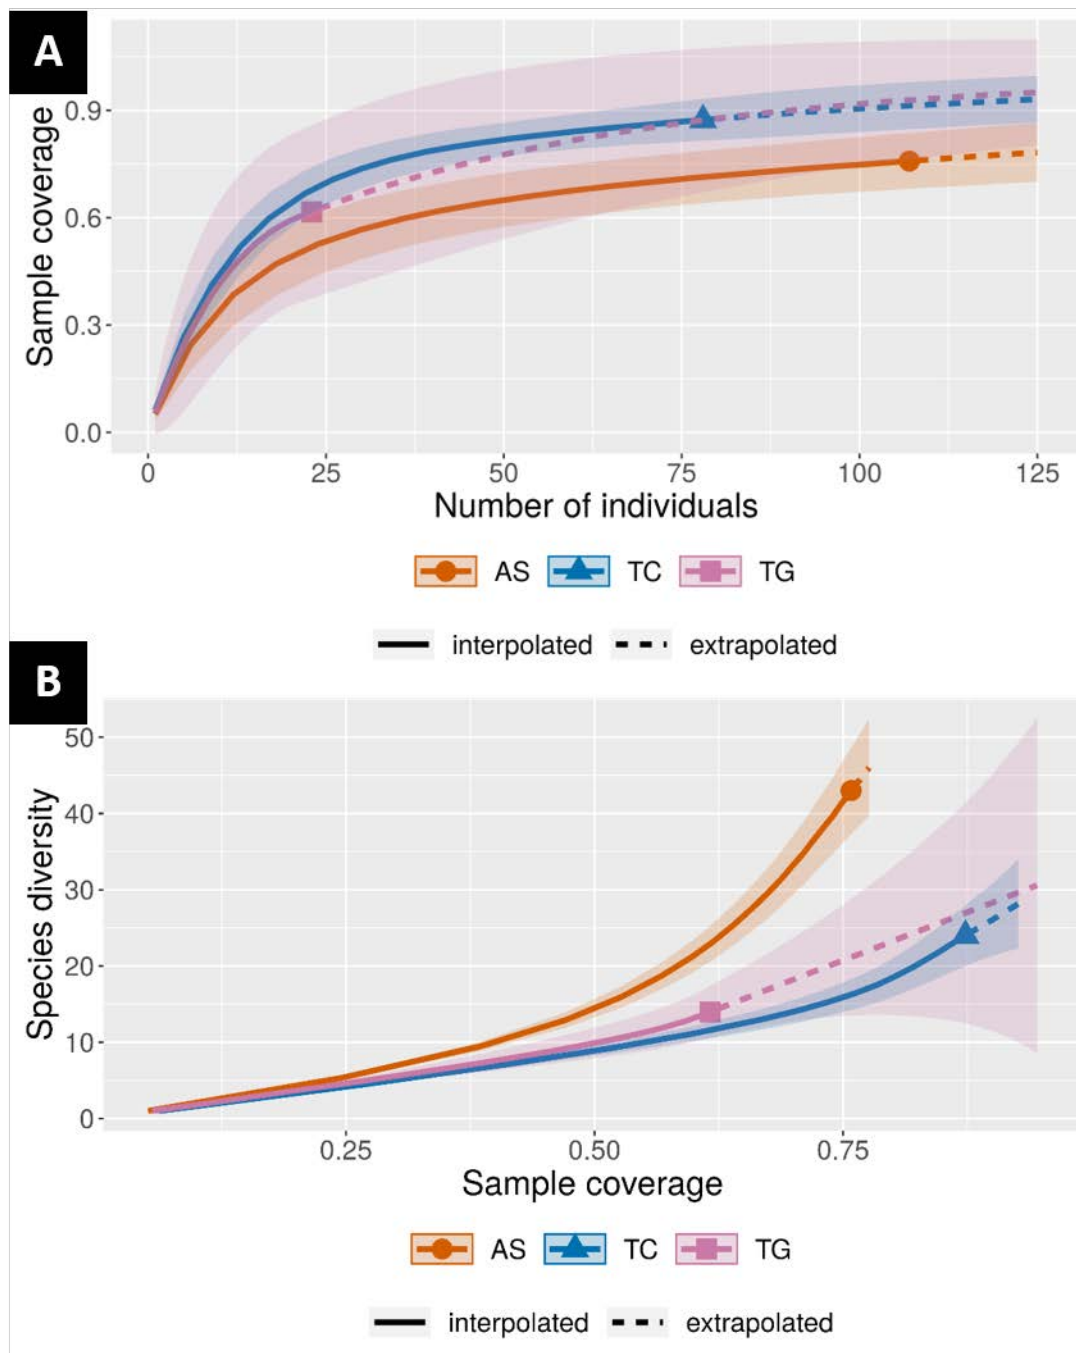 A
Sample coverage
0.9
0.6
0.3
0.0
0 25 50 75 100 125
Number of individuals
AS TC TG
interpolated extrapolated
B
Species diversity
50
40
30
20
10
0
0.25 0.50 0.75
Sample coverage
AS TC TG
interpolated extrapolated